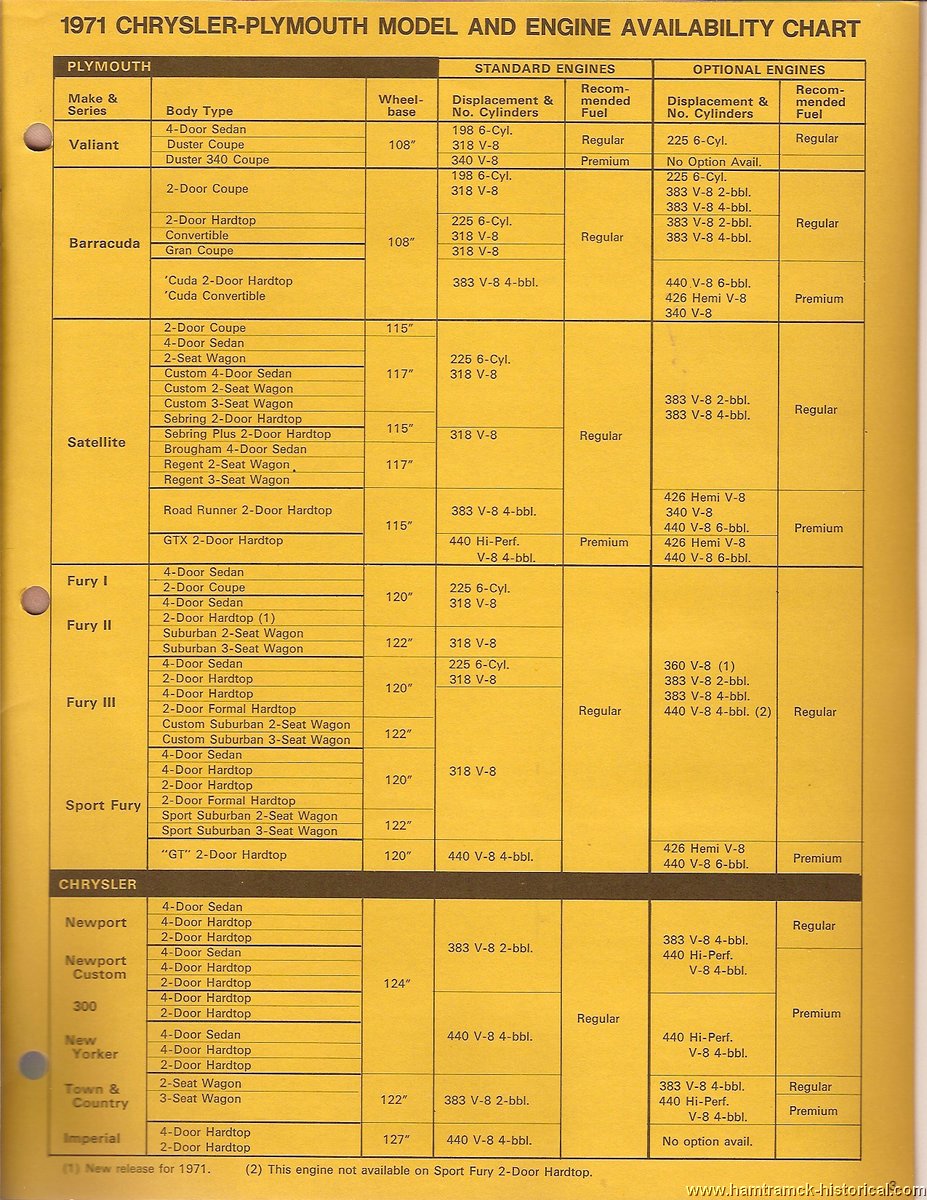 1971 CHRYSLER-PLYMOUTH MODEL AND ENGINE AVAILABILITY CHART
PLYMOUTH STANDARD ENGINES OPTIONAL ENGINES
Make & Series Body Type Wheel-base Displacement & No. Cylinders Recom-mended Fuel Displacement & No. Cylinders Recom-mended Fuel
Valiant
4-Door Sedan
Duster Coupe
Duster 340 Coupe
108"
198 6-Cyl.
318 V-8
340 V-8
Regular
Premium
225 6-Cyl.
No Option Avail.
Regular
Barracuda
2-Door Coupe
2-Door Hardtop
Convertible
Gran Coupe
'Cuda 2-Door Hardtop
'Cuda Convertible
108"
198 6-Cyl.
318 V-8
225 6-Cyl.
318 V-8
318 V-8
383 V-8 4-bbl.
Regular
225 6-Cyl.
383 V-8 2-bbl.
383 V-8 4-bbl.
383 V-8 2-bbl.
383 V-8 4-bbl.
440 V-8 6-bbl.
426 Hemi V-8
340 V-8
Regular
Premium
Satellite
2-Door Coupe
4-Door Sedan
2-Seat Wagon
Custom 4-Door Sedan
Custom 2-Seat Wagon
Custom 3-Seat Wagon
Sebring 2-Door Hardtop
Sebring Plus 2-Door Hardtop
Brougham 4-Door Sedan
Regent 2-Seat Wagon
Regent 3-Seat Wagon
Road Runner 2-Door Hardtop
GTX 2-Door Hardtop
115"
117"
115"
117"
115"
225 6-Cyl.
318 V-8
318 V-8
383 V-8 4-bbl.
440 Hi-Perf.
V-8 4-bbl.
Regular
Premium
383 V-8 2-bbl.
383 V-8 4-bbl.
426 Hemi V-8
340 V-8
440 V-8 6-bbl.
426 Hemi V-8
440 V-8 6-bbl.
Regular
Premium
Fury I
4-Door Sedan
2-Door Coupe
Fury II
4-Door Sedan
2-Door Hardtop (1)
Suburban 2-Seat Wagon
Suburban 3-Seat Wagon
Fury III
4-Door Sedan
2-Door Hardtop
4-Door Hardtop
2-Door Formal Hardtop
Custom Suburban 2-Seat Wagon
Custom Suburban 3-Seat Wagon
Sport Fury
4-Door Sedan
4-Door Hardtop
2-Door Hardtop
2-Door Formal Hardtop
Sport Suburban 2-Seat Wagon
Sport Suburban 3-Seat Wagon
"GT" 2-Door Hardtop
120"
122"
120"
122"
120"
122"
120"
225 6-Cyl.
318 V-8
318 V-8
225 6-Cyl.
318 V-8
318 V-8
440 V-8 4-bbl.
Regular
360 V-8 (1)
383 V-8 2-bbl.
383 V-8 4-bbl.
440 V-8 4-bbl. (2)
426 Hemi V-8
440 V-8 6-bbl.
Regular
Premium
CHRYSLER
Newport
4-Door Sedan
4-Door Hardtop
2-Door Hardtop
Newport
Custom
4-Door Sedan
4-Door Hardtop
2-Door Hardtop
300
4-Door Hardtop
2-Door Hardtop
New
Yorker
4-Door Sedan
4-Door Hardtop
2-Door Hardtop
Town &
Country
2-Seat Wagon
3-Seat Wagon
Imperial
4-Door Hardtop
2-Door Hardtop
124"
122"
127"
383 V-8 2-bbl.
440 V-8 4-bbl.
383 V-8 2-bbl.
440 V-8 4-bbl.
Regular
383 V-8 4-bbl.
440 Hi-Perf.
V-8 4-bbl.
440 Hi-Perf.
V-8 4-bbl.
383 V-8 4-bbl.
440 Hi-Perf.
V-8 4-bbl.
No option avail.
Regular
Premium
Regular
Premium
(1) New release for 1971. (2) This engine not available on Sport Fury 2-Door Hardtop.
3
www.hamtramck-historical.com